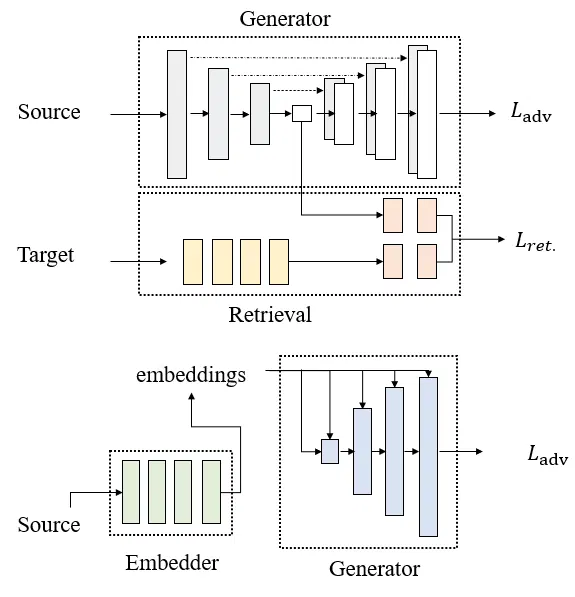 Generator
Source
L_adv
Target
L_ret.
Retrieval
embeddings
L_adv
Source
Embedder
Generator